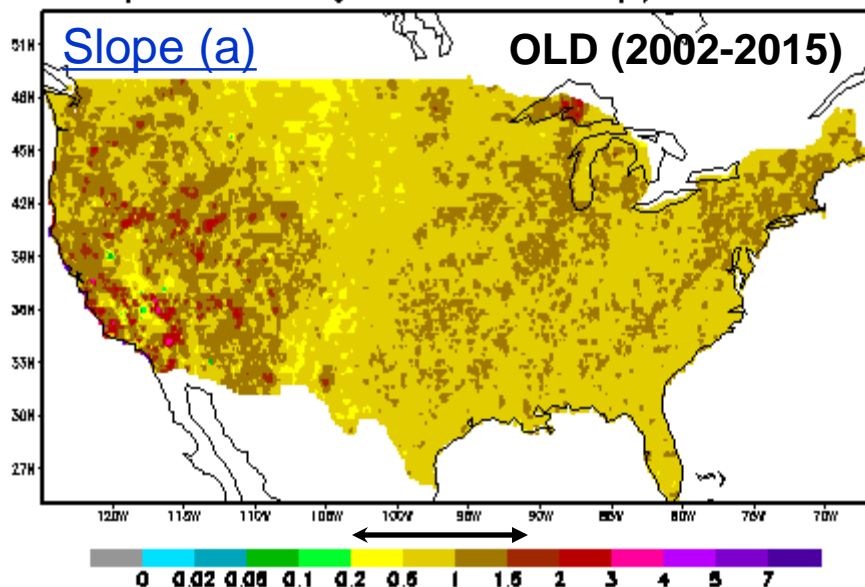 Slope (a) OLD (2002-2015)
51N
48N
45N
42N
39N
36N
33N
30N
27N
120W 115W 110W 105W 100W 95W 90W 85W 80W 75W 70W
0 0.02 0.05 0.1 0.2 0.5 1 1.5 2 3 4 5 7